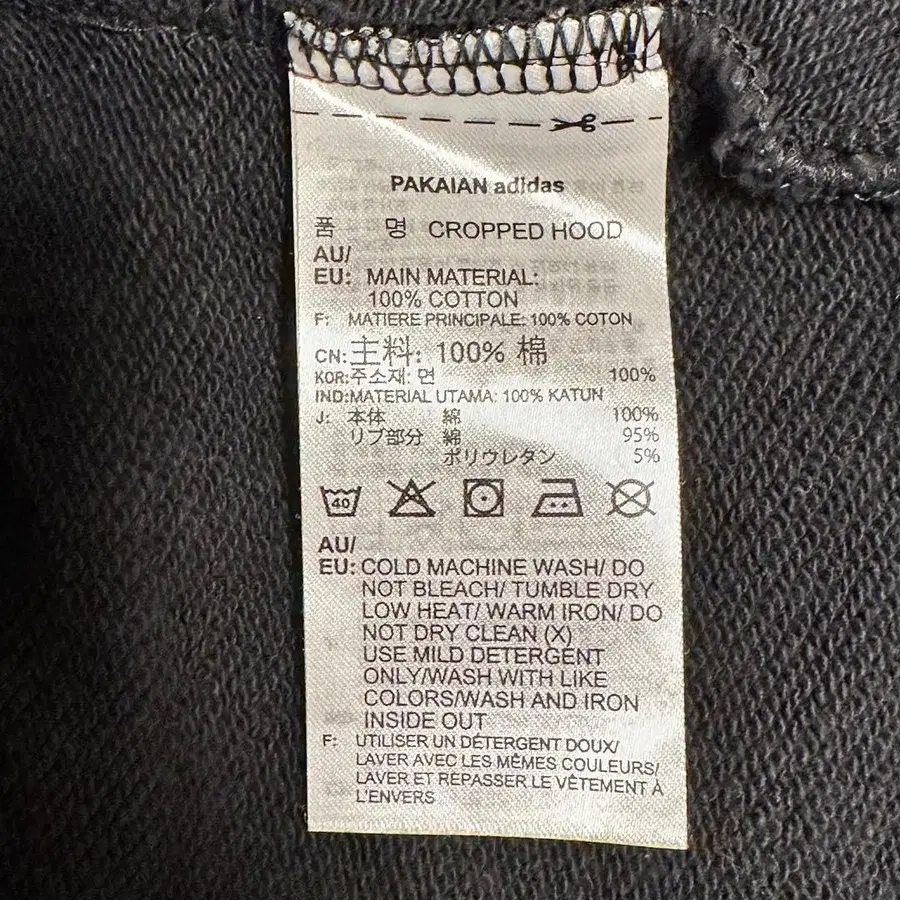 PAKAIAN adidas
품 명 CROPPED HOOD
AU/
EU: MAIN MATERIAL:
100% COTTON
F: MATIERE PRINCIPALE: 100% COTON
CN: 主料: 100% 棉
KOR:주소재: 면 100%
IND:MATERIAL UTAMA: 100% KATUN
J: 本体 綿 100%
リブ部分 綿 95%
ポリウレタン 5%
40
AU/
EU: COLD MACHINE WASH/ DO
NOT BLEACH/ TUMBLE DRY
LOW HEAT/ WARM IRON/ DO
NOT DRY CLEAN (X)
USE MILD DETERGENT
ONLY/WASH WITH LIKE
COLORS/WASH AND IRON
INSIDE OUT
F: UTILISER UN DÉTERGENT DOUX/
LAVER AVEC LES MÊMES COULEURS/
LAVER ET REPASSER LE VÊTEMENT À
L'ENVERS